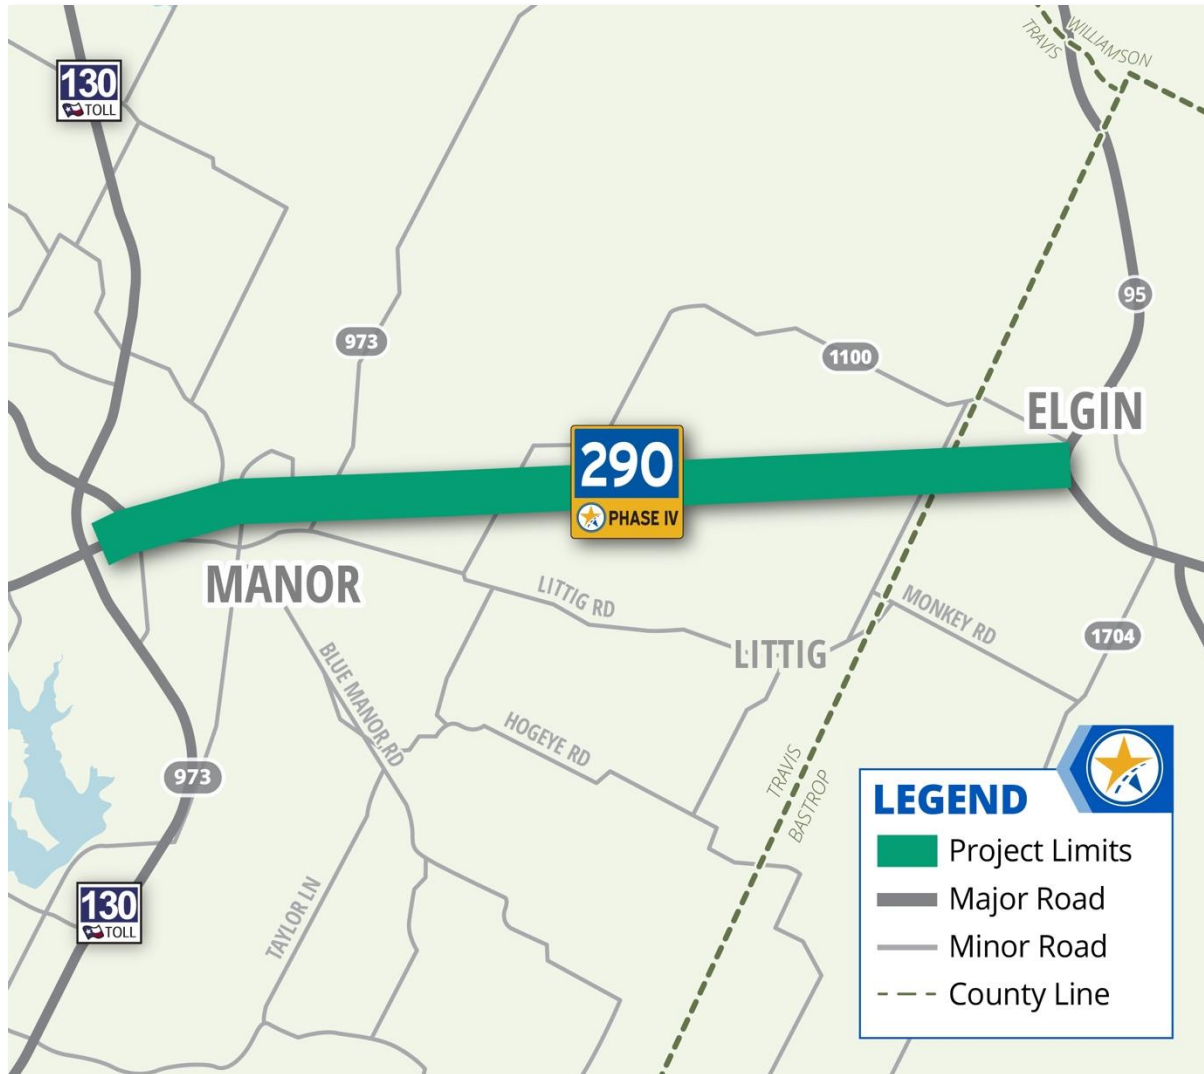 WILLIAMSON
TRAVIS
130
TOLL
95
973
1100
ELGIN
290
PHASE IV
MANOR
LITTIG RD
MONKEY RD
1704
LITTIG
BLUE MANOR RD
HOGEYE RD
973
TRAVIS
BASTROP
130
TOLL
TAYLOR LN
LEGEND
Project Limits
Major Road
Minor Road
County Line